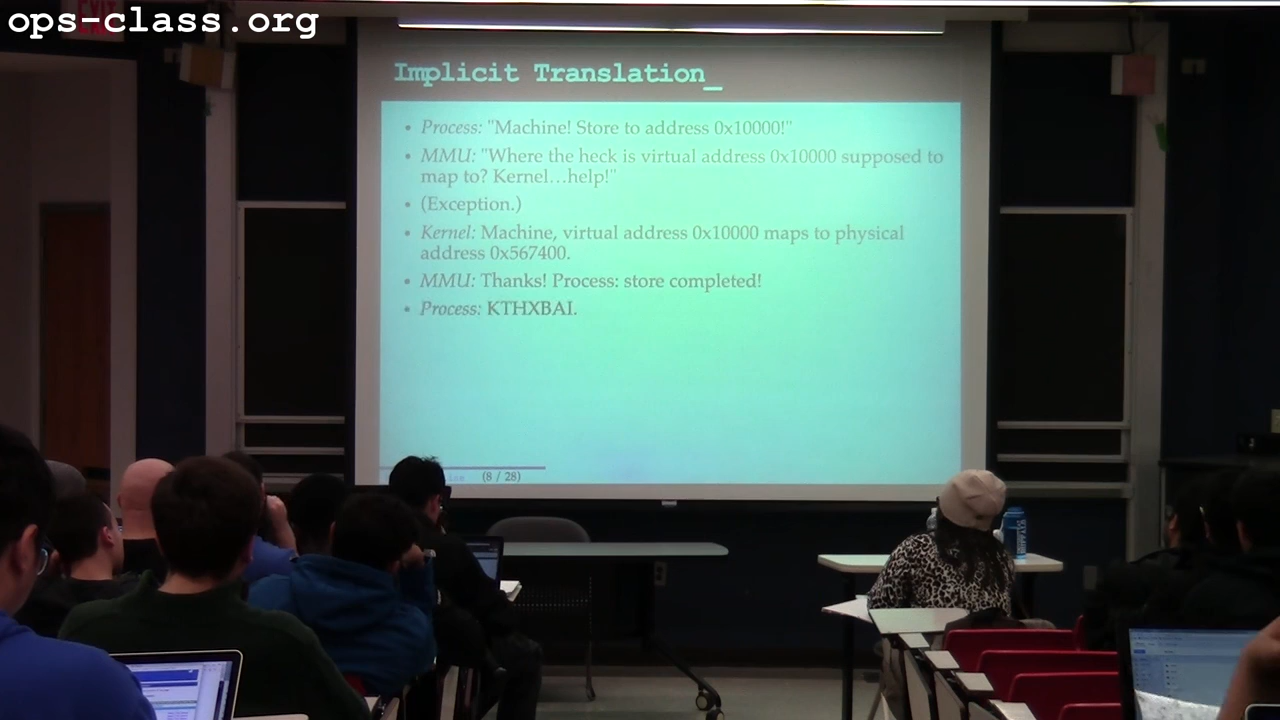 ops-class.org
EXIT
Implicit Translation_
• Process: "Machine! Store to address 0x10000!"
• MMU: "Where the heck is virtual address 0x10000 supposed to
map to? Kernel…help!"
• (Exception.)
• Kernel: Machine, virtual address 0x10000 maps to physical
address 0x567400.
• MMU: Thanks! Process: store completed!
• Process: KTHXBAI.
(8 / 28)